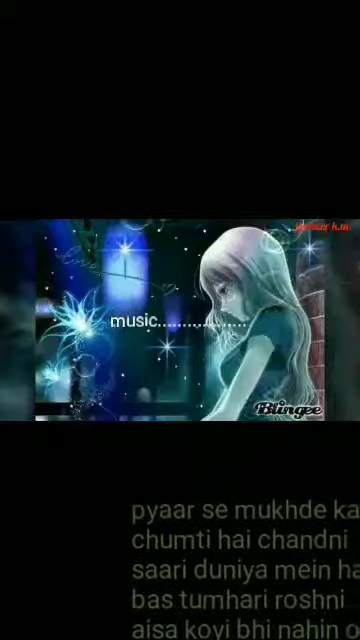 love
music..................
Blingee
pyaar se mukhde ka
chumti hai chandni
saari duniya mein ha
bas tumhari roshni
aisa koyi bhi nahin o